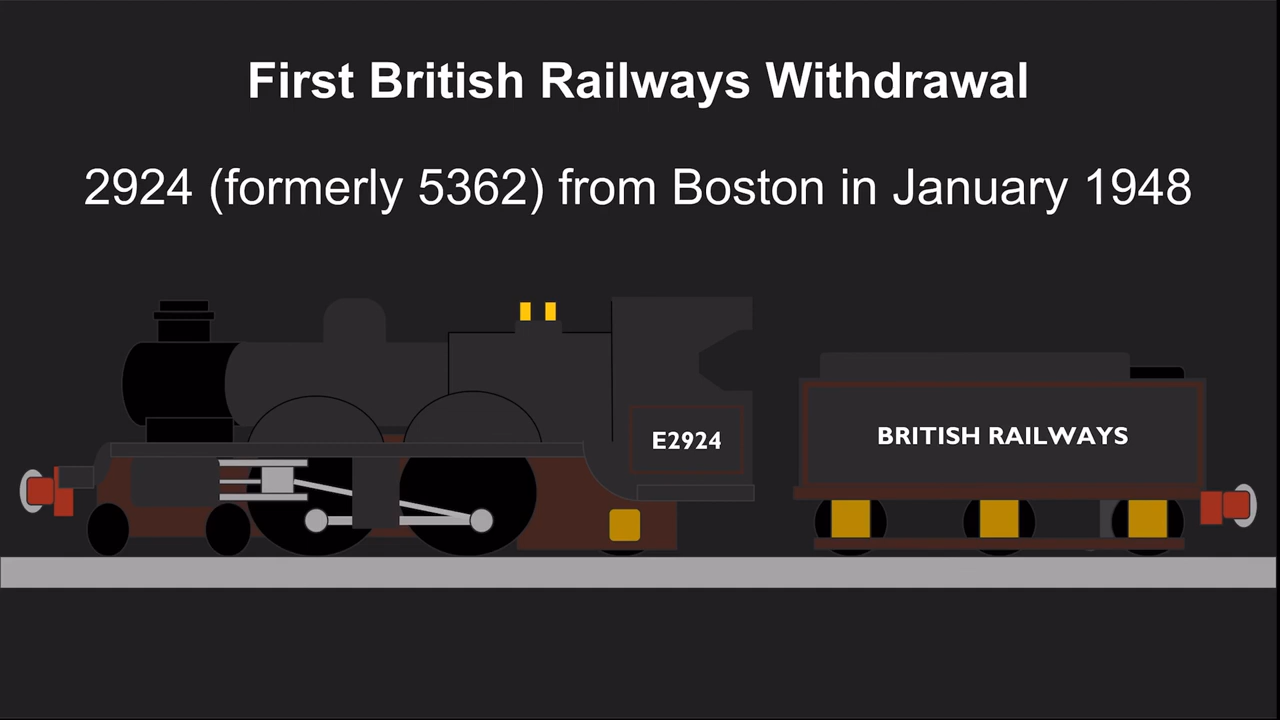 First British Railways Withdrawal
2924 (formerly 5362) from Boston in January 1948
E2924
BRITISH RAILWAYS